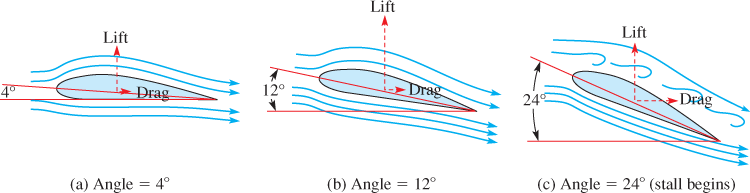 Lift
4°
Drag
(a) Angle = 4°
Lift
12°
Drag
(b) Angle = 12°
Lift
24°
Drag
(c) Angle = 24° (stall begins)